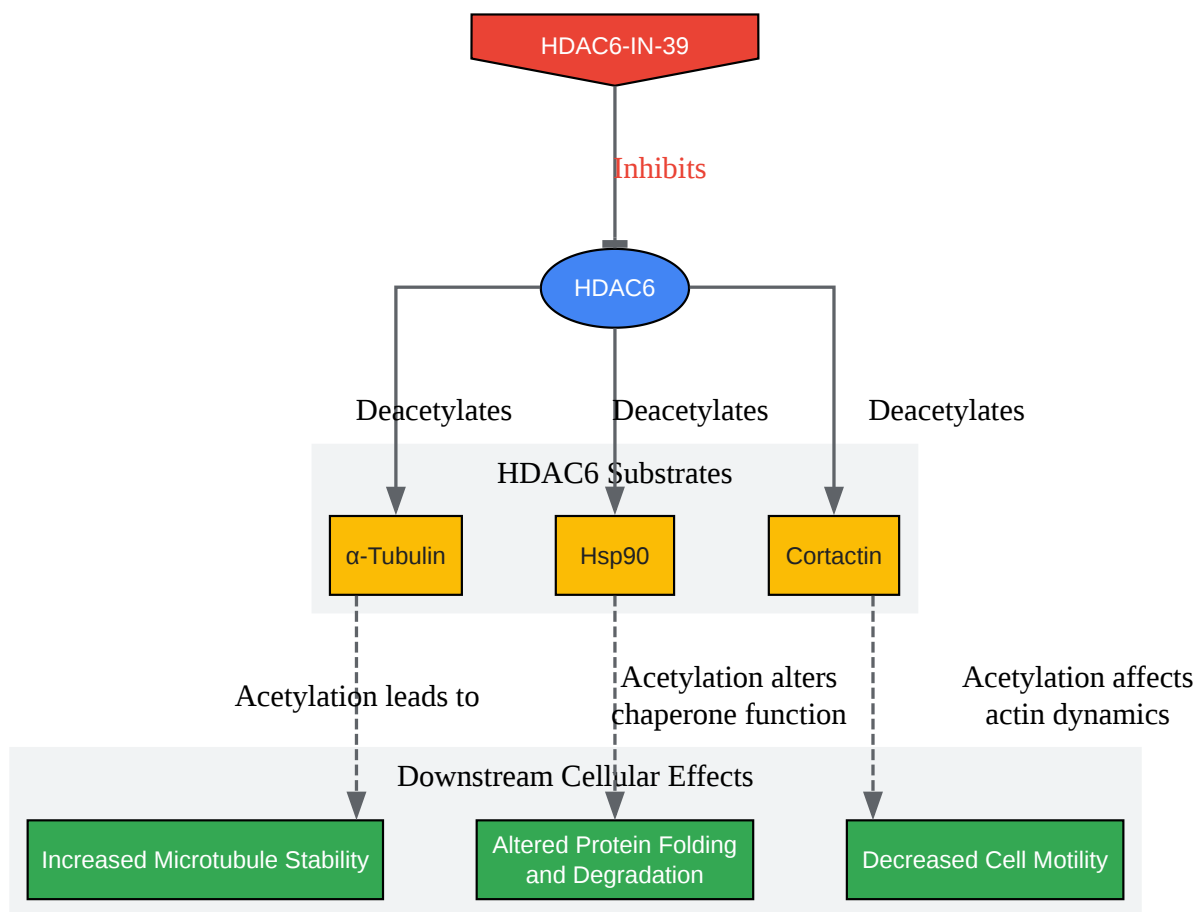 HDAC6-IN-39
Inhibits
HDAC6
Deacetylates
Deacetylates
Deacetylates
HDAC6 Substrates
α-Tubulin
Hsp90
Cortactin
Acetylation leads to
Acetylation alters
chaperone function
Acetylation affects
actin dynamics
Downstream Cellular Effects
Increased Microtubule Stability
Altered Protein Folding
and Degradation
Decreased Cell Motility